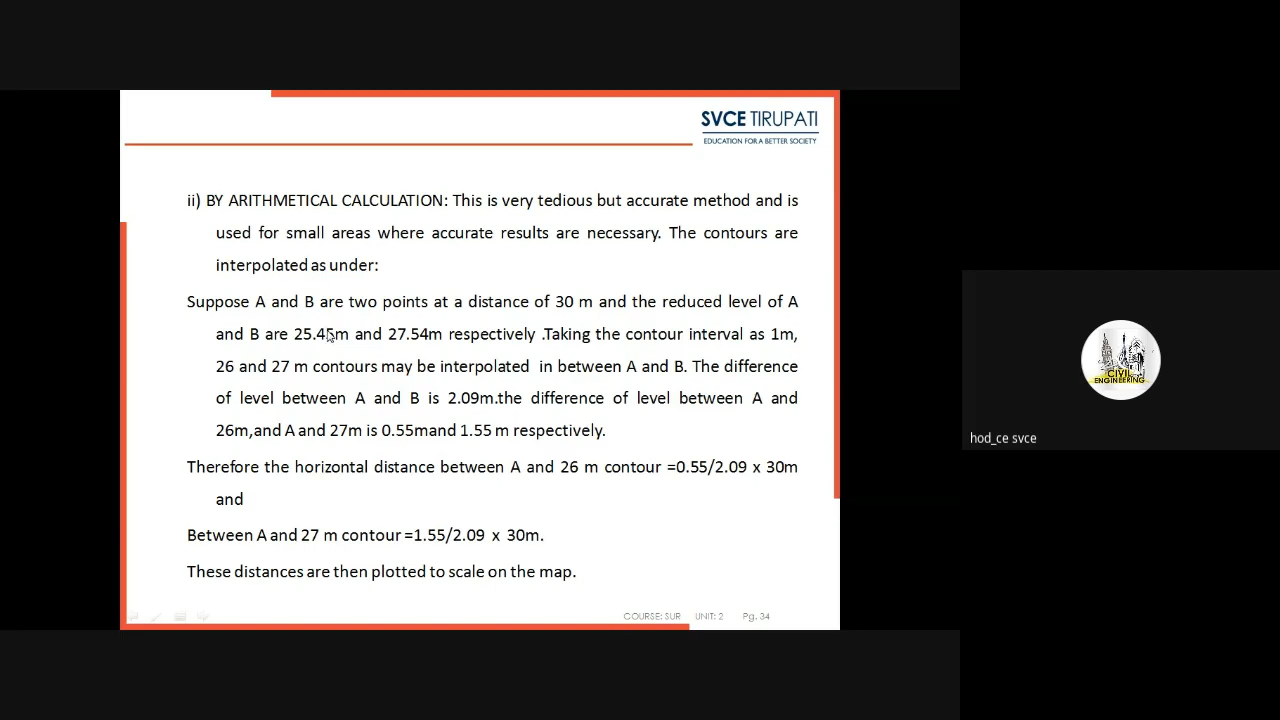 SVCE TIRUPATI
EDUCATION FOR A BETTER SOCIETY
ii) BY ARITHMETICAL CALCULATION: This is very tedious but accurate method and is
used for small areas where accurate results are necessary. The contours are
interpolated as under:
Suppose A and B are two points at a distance of 30 m and the reduced level of A
and B are 25.45m and 27.54m respectively .Taking the contour interval as 1m,
26 and 27 m contours may be interpolated in between A and B. The difference
of level between A and B is 2.09m.the difference of level between A and
26m,and A and 27m is 0.55mand 1.55 m respectively.
Therefore the horizontal distance between A and 26 m contour =0.55/2.09 x 30m
and
Between A and 27 m contour =1.55/2.09 x 30m.
These distances are then plotted to scale on the map.
COURSE: SUR UNIT: 2 Pg. 34
CIVIL
ENGINEERING
hod_ce svce